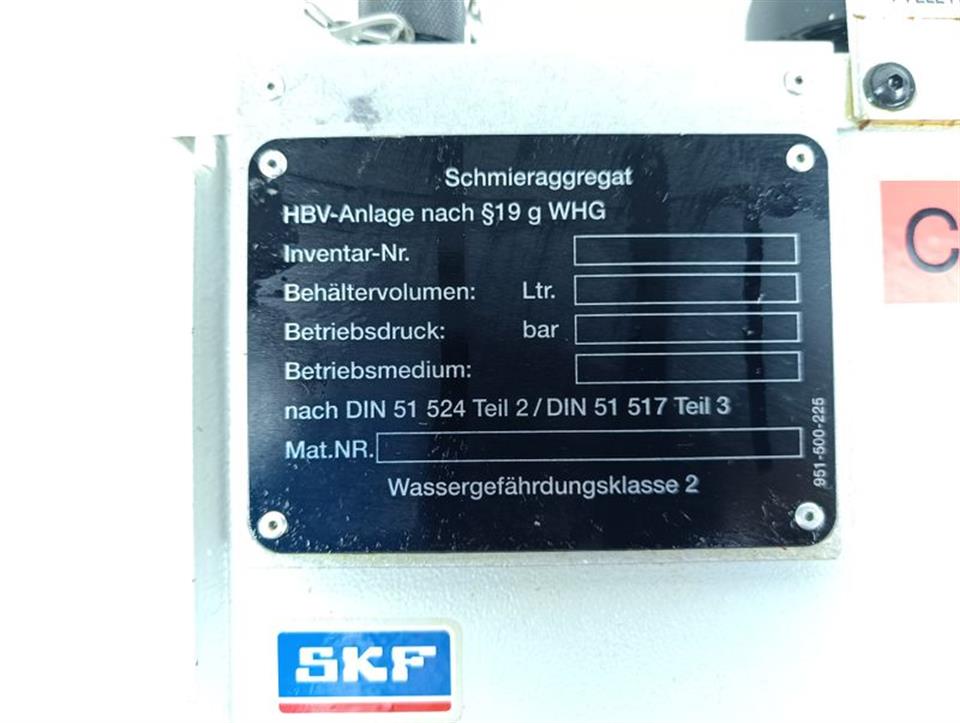 Schmieraggregat
HBV-Anlage nach §19 g WHG
Inventar-Nr.
Behältervolumen: Ltr.
Betriebsdruck: bar
Betriebsmedium:
nach DIN 51 524 Teil 2 / DIN 51 517 Teil 3
Mat.NR.
Wassergefährdungsklasse 2
951-500-225
C
SKF